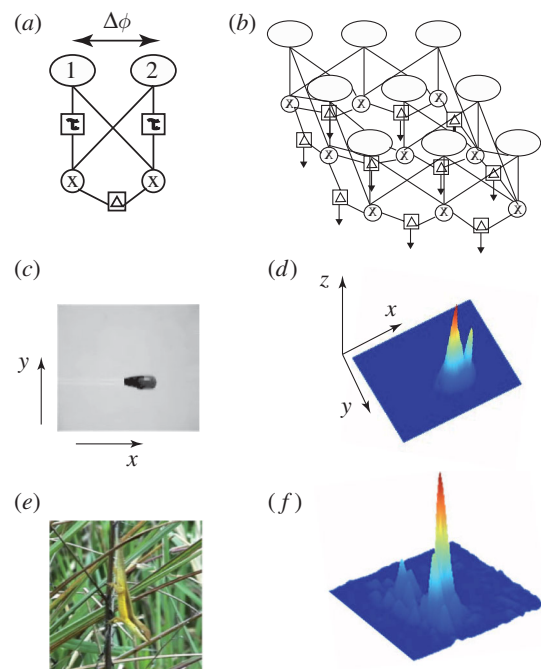 (a)
Δϕ
1 2
τ τ
X X
Δ
(b)
X X X
Δ Δ Δ
Δ X X X
Δ Δ Δ
Δ X X X
Δ Δ
(c)
y
x
(d)
z
x
y
(e)
(f)